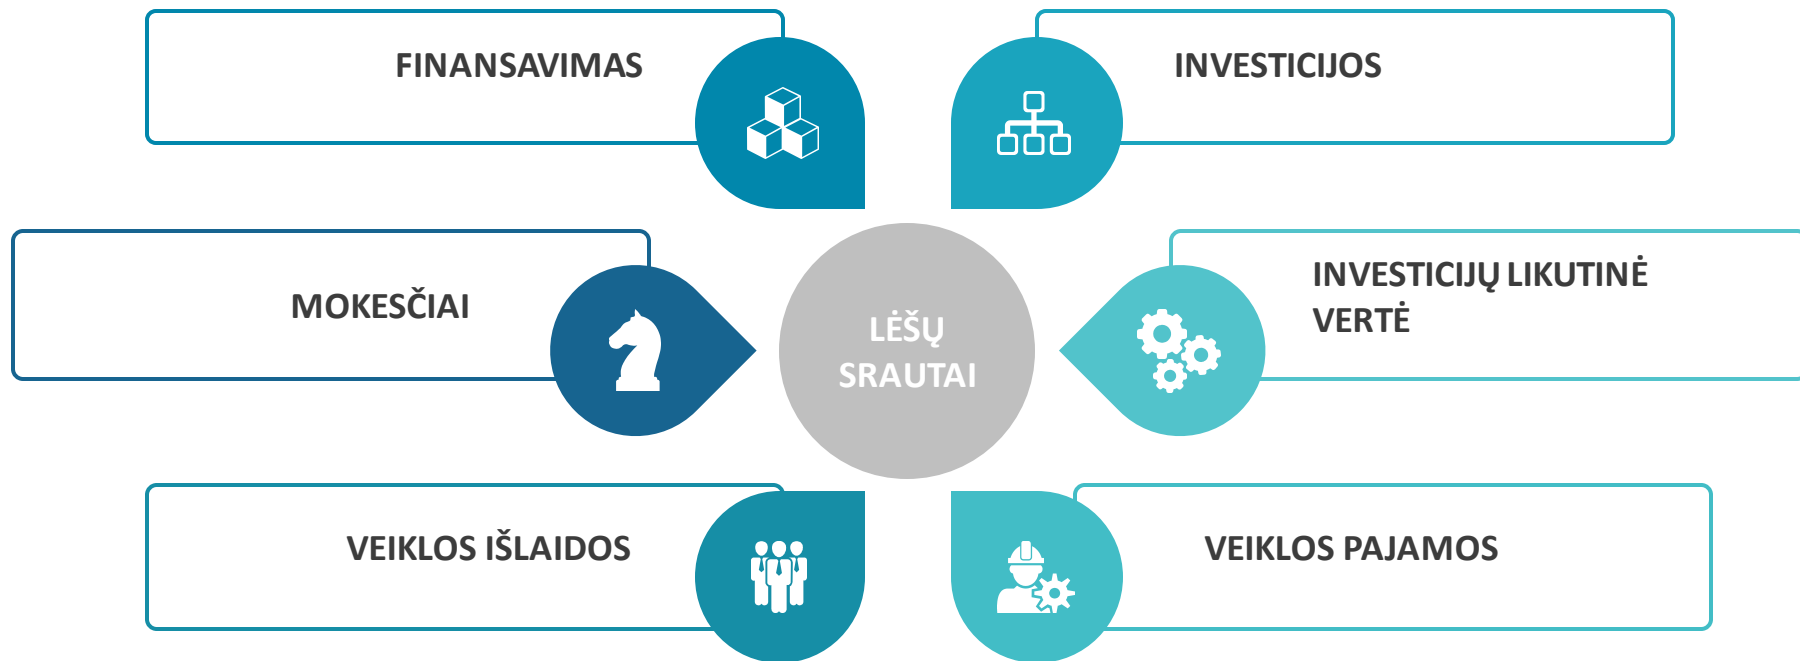 FINANSAVIMAS
INVESTICIJOS
MOKESČIAI
LĖŠŲ
SRAUTAI
INVESTICIJŲ LIKUTINĖ
VERTĖ
VEIKLOS IŠLAIDOS
VEIKLOS PAJAMOS